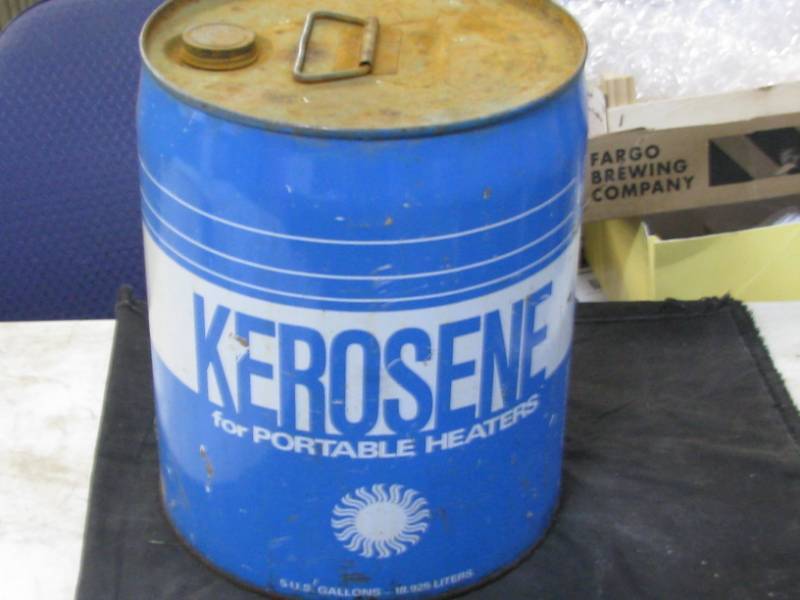 FARGO
BREWING
COMPANY
KEROSENE
for PORTABLE HEATERS
5 U.S. GALLONS - 18.925 LITERS